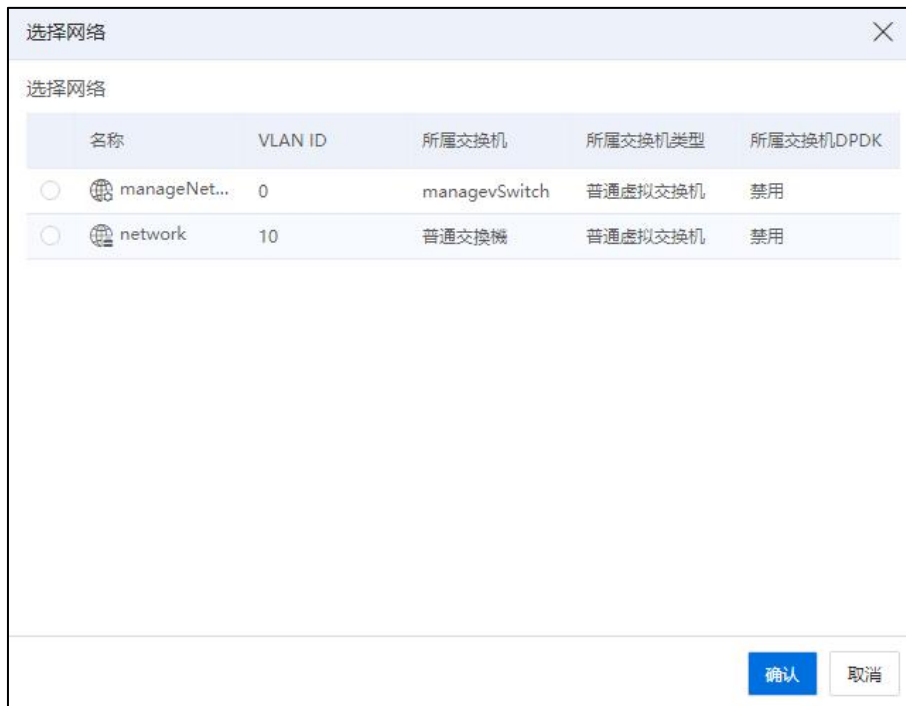 选择网络
选择网络
名称 VLAN ID 所属交换机 所属交换机类型 所属交换机DPDK
manageNet... 0 managevSwitch 普通虚拟交换机 禁用
network 10 普通交換機 普通虚拟交换机 禁用
确认 取消